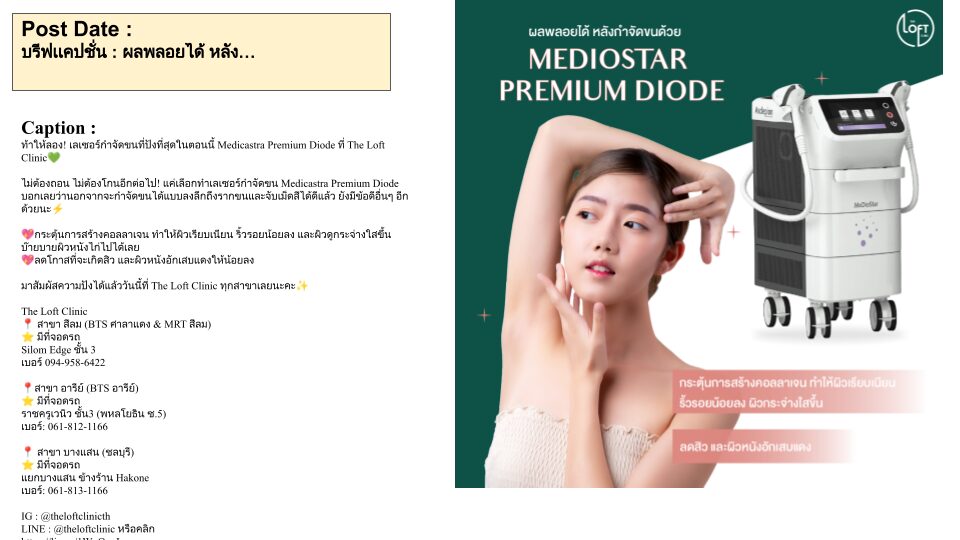 Post Date :
บรีฟแคปชั่น : ผลพลอยได้ หลัง…
Caption :
ทำให้ลอง! เลเซอร์กำจัดขนที่ปังที่สุดในตอนนี้ Medicastra Premium Diode ที่ The Loft
Clinic💚
ไม่ต้องถอน ไม่ต้องโกนอีกต่อไป! แค่เลือกทำเลเซอร์กำจัดขน Medicastra Premium Diode
บอกเลยว่านอกจากจะกำจัดขนได้แบบลงลึกถึงรากขนและจับเม็ดสีได้ดีแล้ว ยังมีข้อดีอื่นๆ อีก
ด้วยนะ⚡
💖กระตุ้นการสร้างคอลลาเจน ทำให้ผิวเรียบเนียน ริ้วรอยน้อยลง และผิวดูกระจ่างใสขึ้น
บ๊ายบายผิวหนังไก่ไปได้เลย
💖ลดโกาสที่จะเกิดสิว และผิวหนังอักเสบแดงให้น้อยลง
มาสัมผัสความปังได้แล้ววันนี้ที่ The Loft Clinic ทุกสาขาเลยนะคะ✨
The Loft Clinic
📍 สาขา สีลม (BTS ศาลาแดง & MRT สีลม)
⭐ มีที่จอดรถ
Silom Edge ชั้น 3
เบอร์ 094-958-6422
📍สาขา อารีย์ (BTS อารีย์)
⭐ มีที่จอดรถ
ราชครูเวนิว ชั้น3 (พหลโยธิน ซ.5)
เบอร์: 061-812-1166
📍 สาขา บางแสน (ชลบุรี)
⭐ มีที่จอดรถ
แยกบางแสน ข้างร้าน Hakone
เบอร์: 061-813-1166
IG : @theloftclinicth
LINE : @theloftclinic หรือคลิก
ผลพลอยได้ หลังกำจัดขนด้วย
MEDIOSTAR
PREMIUM DIODE
THE
LOFT
MeDioStar
กระตุ้นการสร้างคอลลาเจน ทำให้ผิวเรียบเนียน
ริ้วรอยน้อยลง ผิวกระจ่างใสขึ้น
ลดสิว และผิวหนังอักเสบแดง